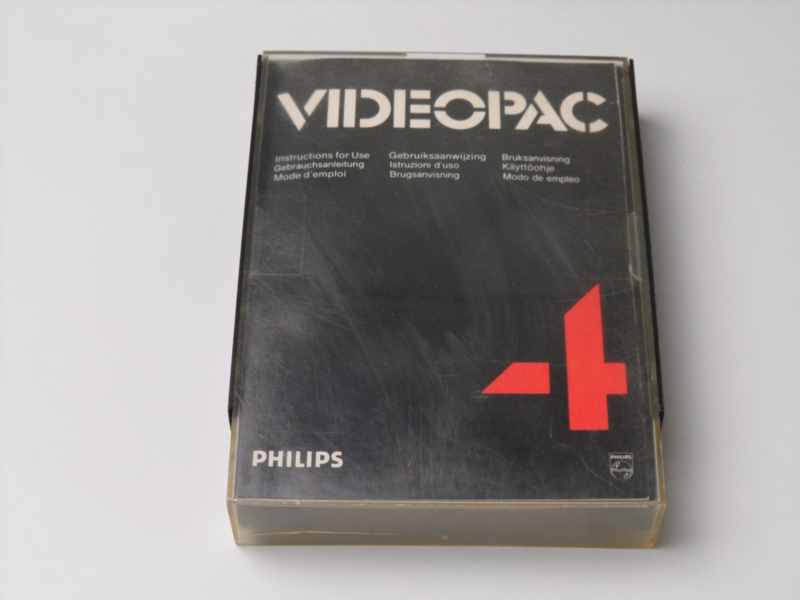 VIDEOPAC
Instructions for Use
Gebrauchsanleitung
Mode d'emploi
Gebruiksaanwijzing
Istruzioni d'uso
Brugsanvisning
Bruksanvisning
Käyttöohje
Modo de empleo
4
PHILIPS
PHILIPS